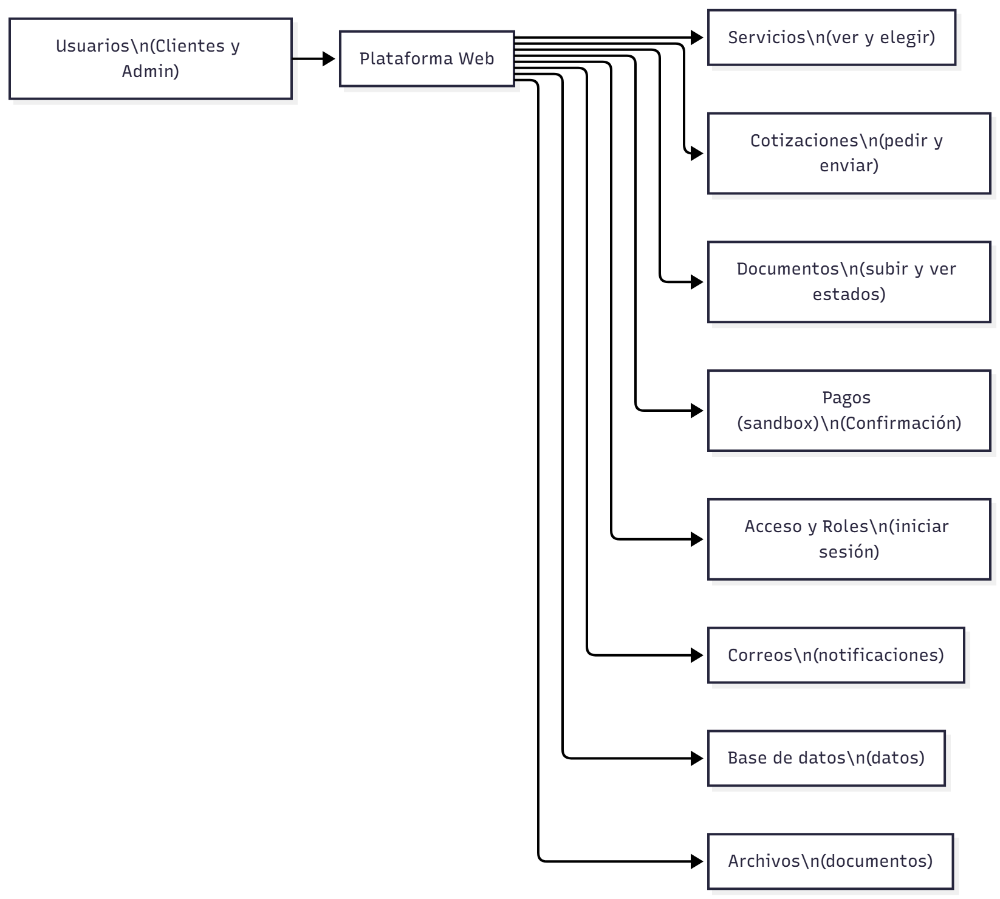 Usuarios\n(Clientes y
Admin)
Plataforma Web
Servicios\n(ver y elegir)
Cotizaciones\n(pedir y
enviar)
Documentos\n(subir y ver
estados)
Pagos
(sandbox)\n(Confirmación)
Acceso y Roles\n(iniciar
sesión)
Correos\n(notificaciones)
Base de datos\n(datos)
Archivos\n(documentos)